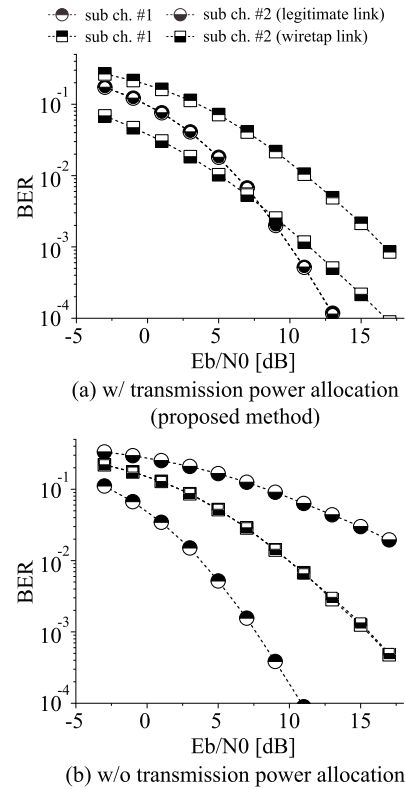 sub ch. #1 sub ch. #2 (legitimate link)
sub ch. #1 sub ch. #2 (wiretap link)
10^-1
10^-2
10^-3
10^-4
BER
-5 0 5 10 15
Eb/N0 [dB]
(a) w/ transmission power allocation
(proposed method)
10^-1
10^-2
10^-3
10^-4
BER
-5 0 5 10 15
Eb/N0 [dB]
(b) w/o transmission power allocation